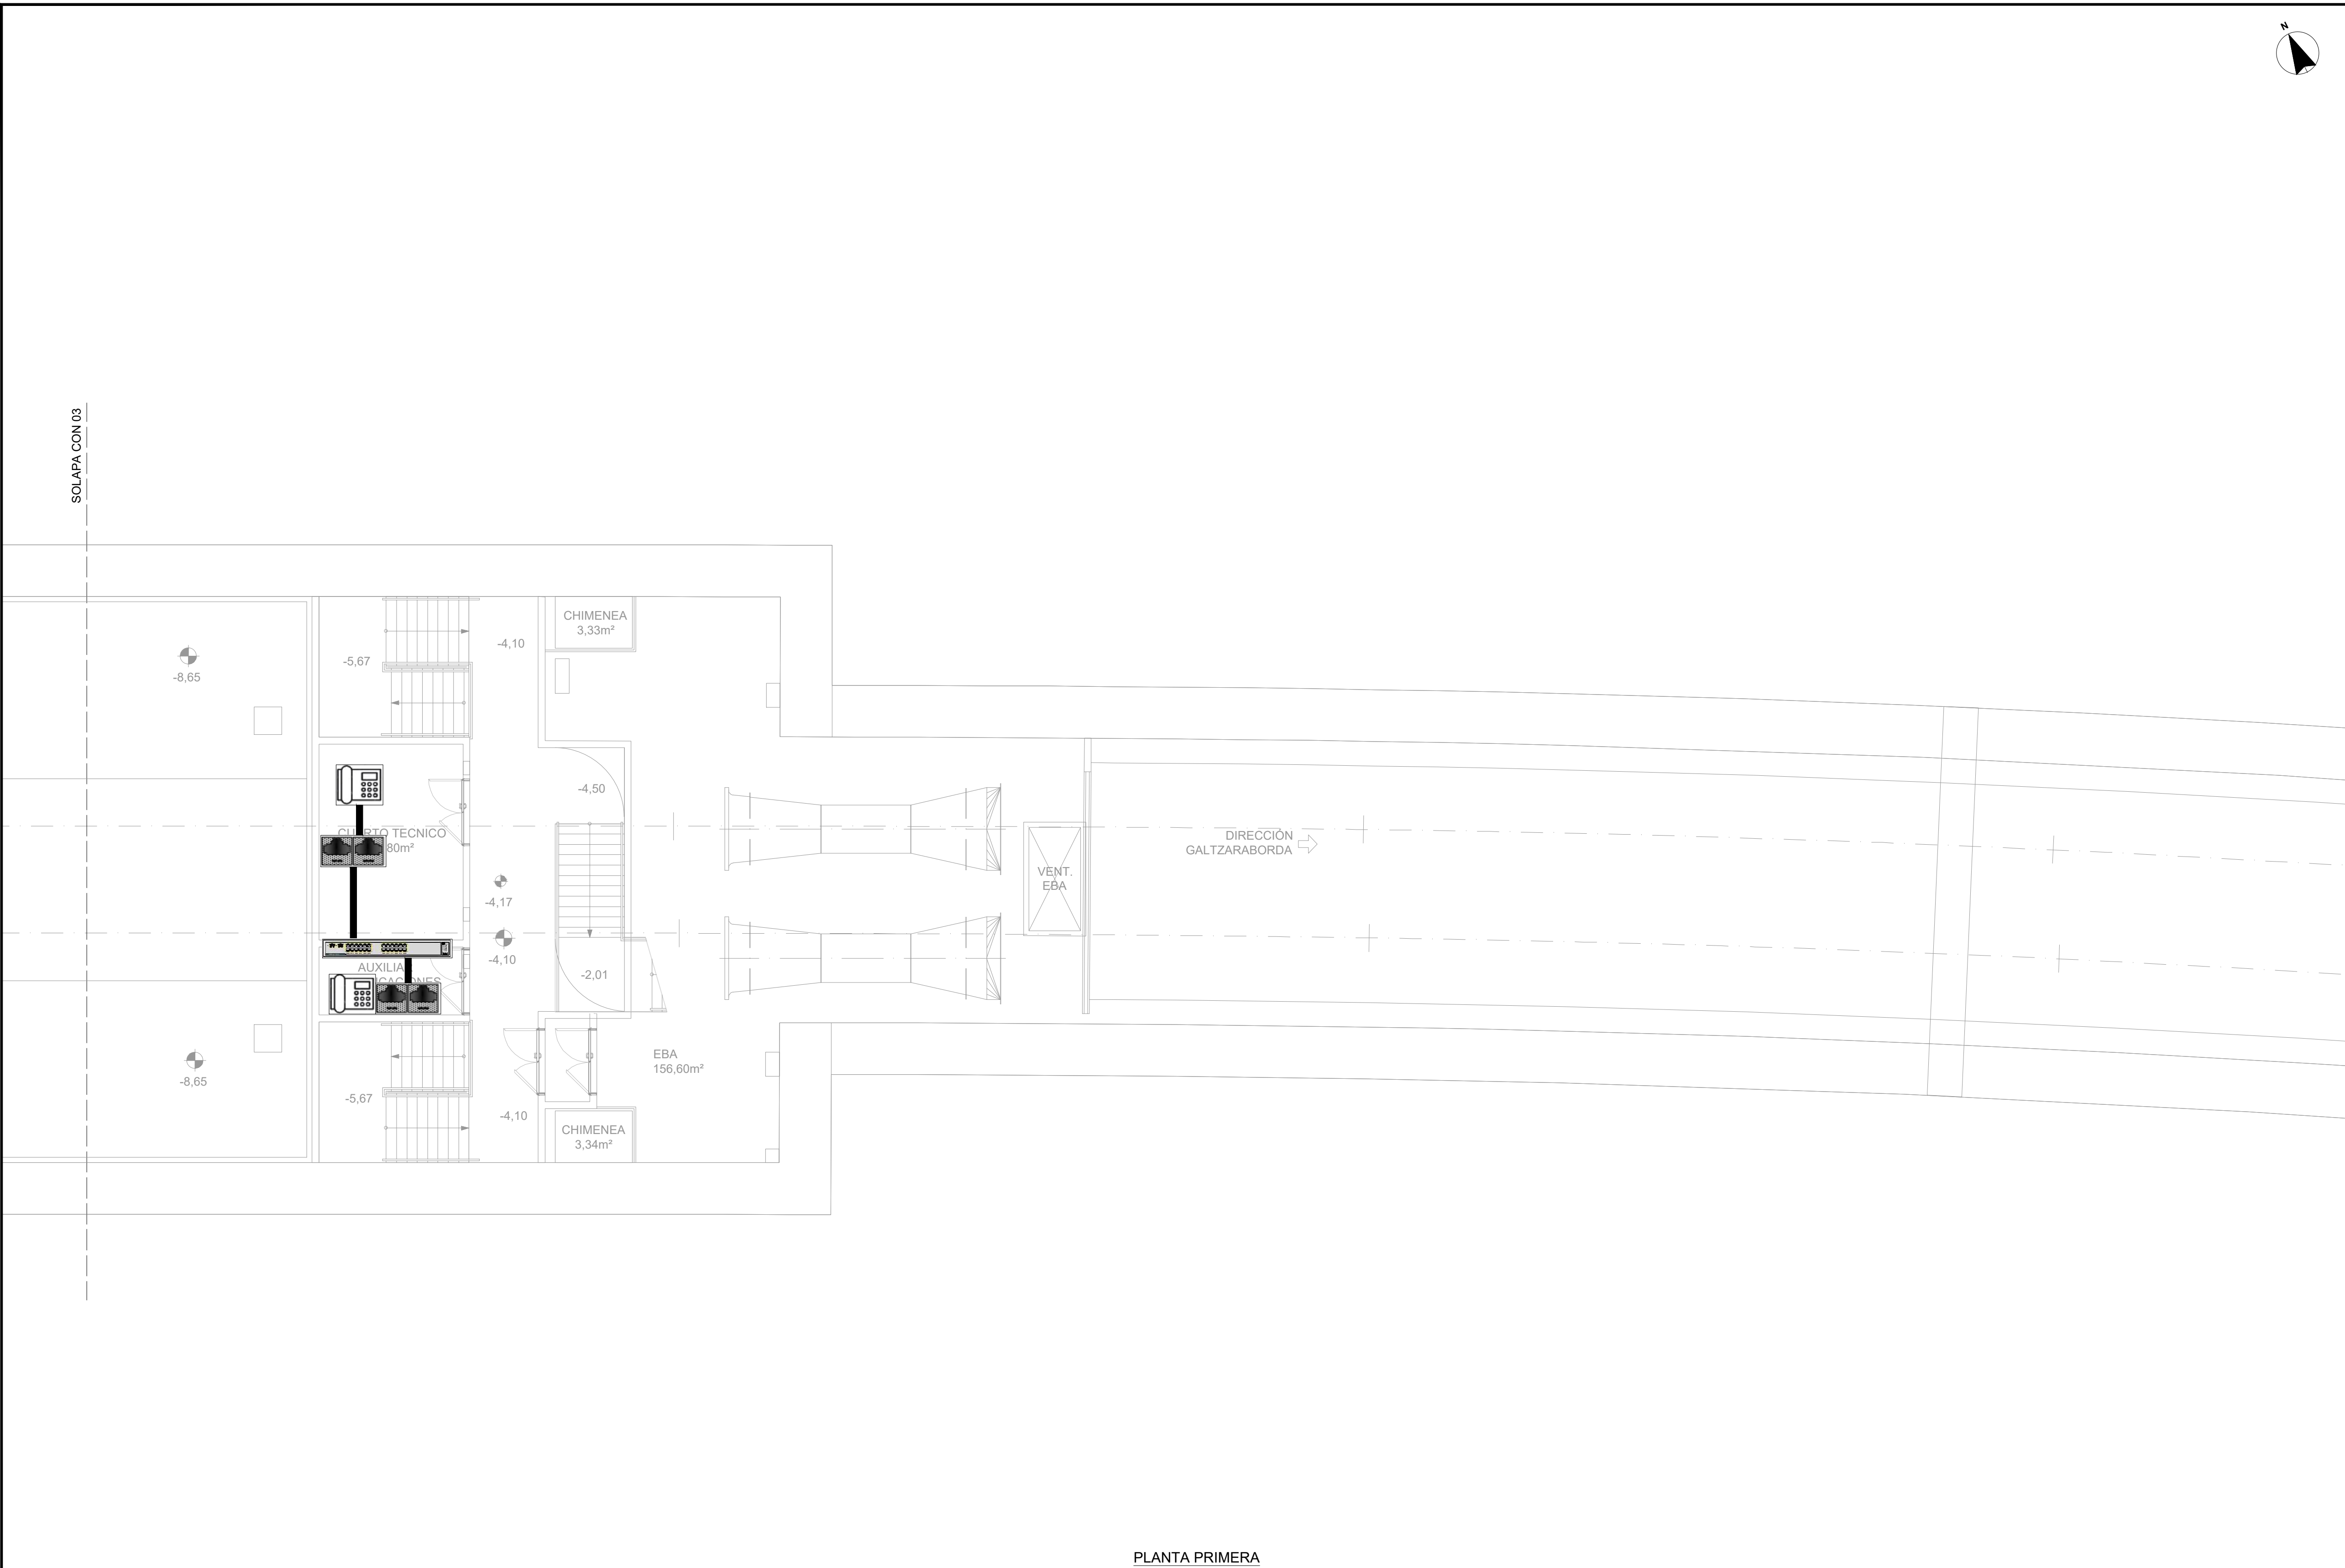 N
SOLAPA CON 03
CHIMENEA
3,33m²
-4,10
-5,67
-8,65
-4,50
CUARTO TECNICO
80m²
DIRECCIÓN
GALTZARABORDA
VENT.
EBA
-4,17
-4,10
AUXILIAR
-2,01
EBA
156,60m²
-8,65
-5,67
-4,10
CHIMENEA
3,34m²
PLANTA PRIMERA